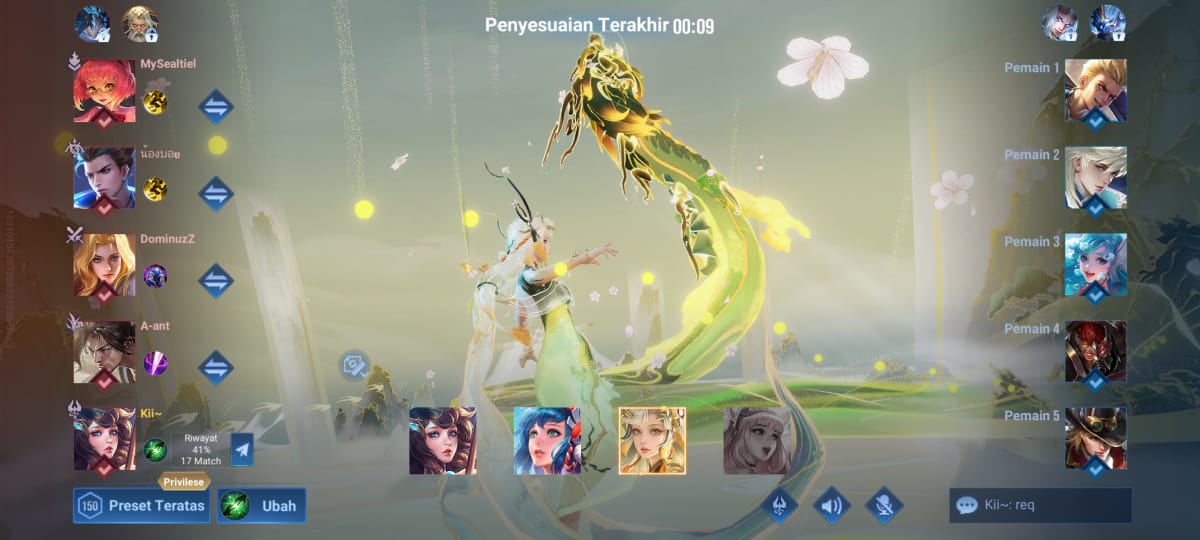 Penyesuaian Terakhir 00:09
MySealtiel
น้องบอย
DominuzZ
A-ant
Kii~
Riwayat
41%
17 Match
Privilese
150 Preset Teratas
Ubah
Pemain 1
Pemain 2
Pemain 3
Pemain 4
Pemain 5
Kii~: req